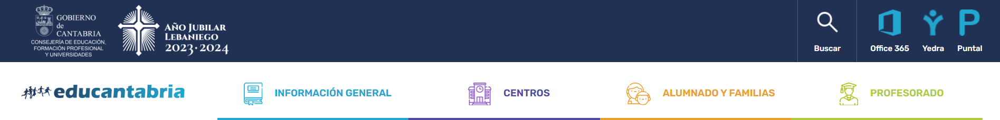 GOBIERNO
de
CANTABRIA
CONSEJERÍA DE EDUCACIÓN,
FORMACIÓN PROFESIONAL
Y UNIVERSIDADES
AÑO JUBILAR
LEBANIEGO
2023·2024
Buscar
Office 365
Yedra
Puntal
educantabria
INFORMACIÓN GENERAL
CENTROS
ALUMNADO Y FAMILIAS
PROFESORADO